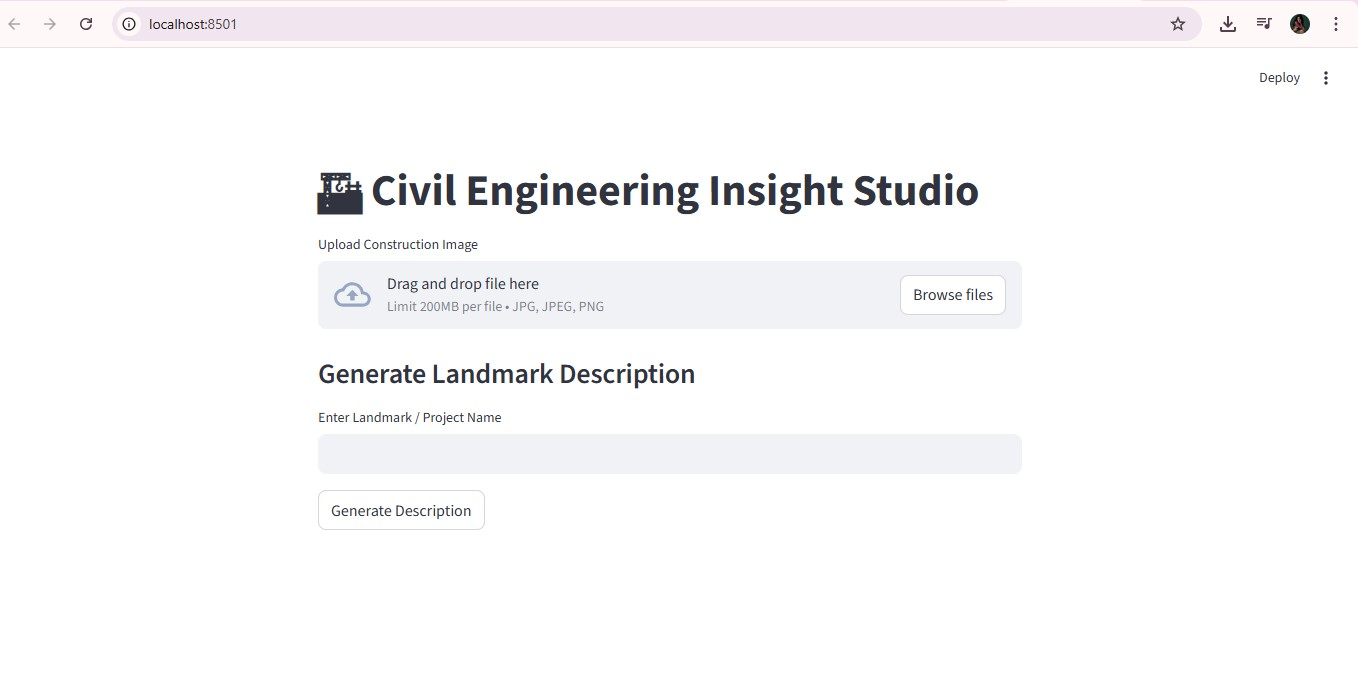 localhost:8501
Deploy
Civil Engineering Insight Studio
Upload Construction Image
Drag and drop file here
Limit 200MB per file • JPG, JPEG, PNG
Browse files
Generate Landmark Description
Enter Landmark / Project Name
Generate Description